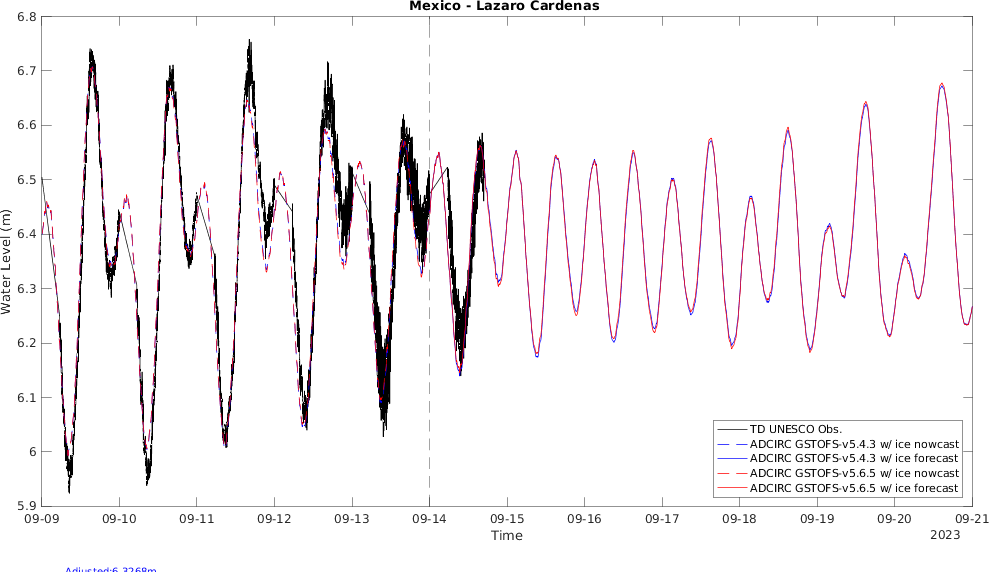 Mexico - Lazaro Cardenas
6.8
6.7
6.6
6.5
6.4
6.3
6.2
6.1
6
5.9
Water Level (m)
TD UNESCO Obs.
ADCIRC GSTOFS-v5.4.3 w/ ice nowcast
ADCIRC GSTOFS-v5.4.3 w/ ice forecast
ADCIRC GSTOFS-v5.6.5 w/ ice nowcast
ADCIRC GSTOFS-v5.6.5 w/ ice forecast
09-09 09-10 09-11 09-12 09-13 09-14 09-15 09-16 09-17 09-18 09-19 09-20 09-21
Time
2023
Adjusted:6.3268m